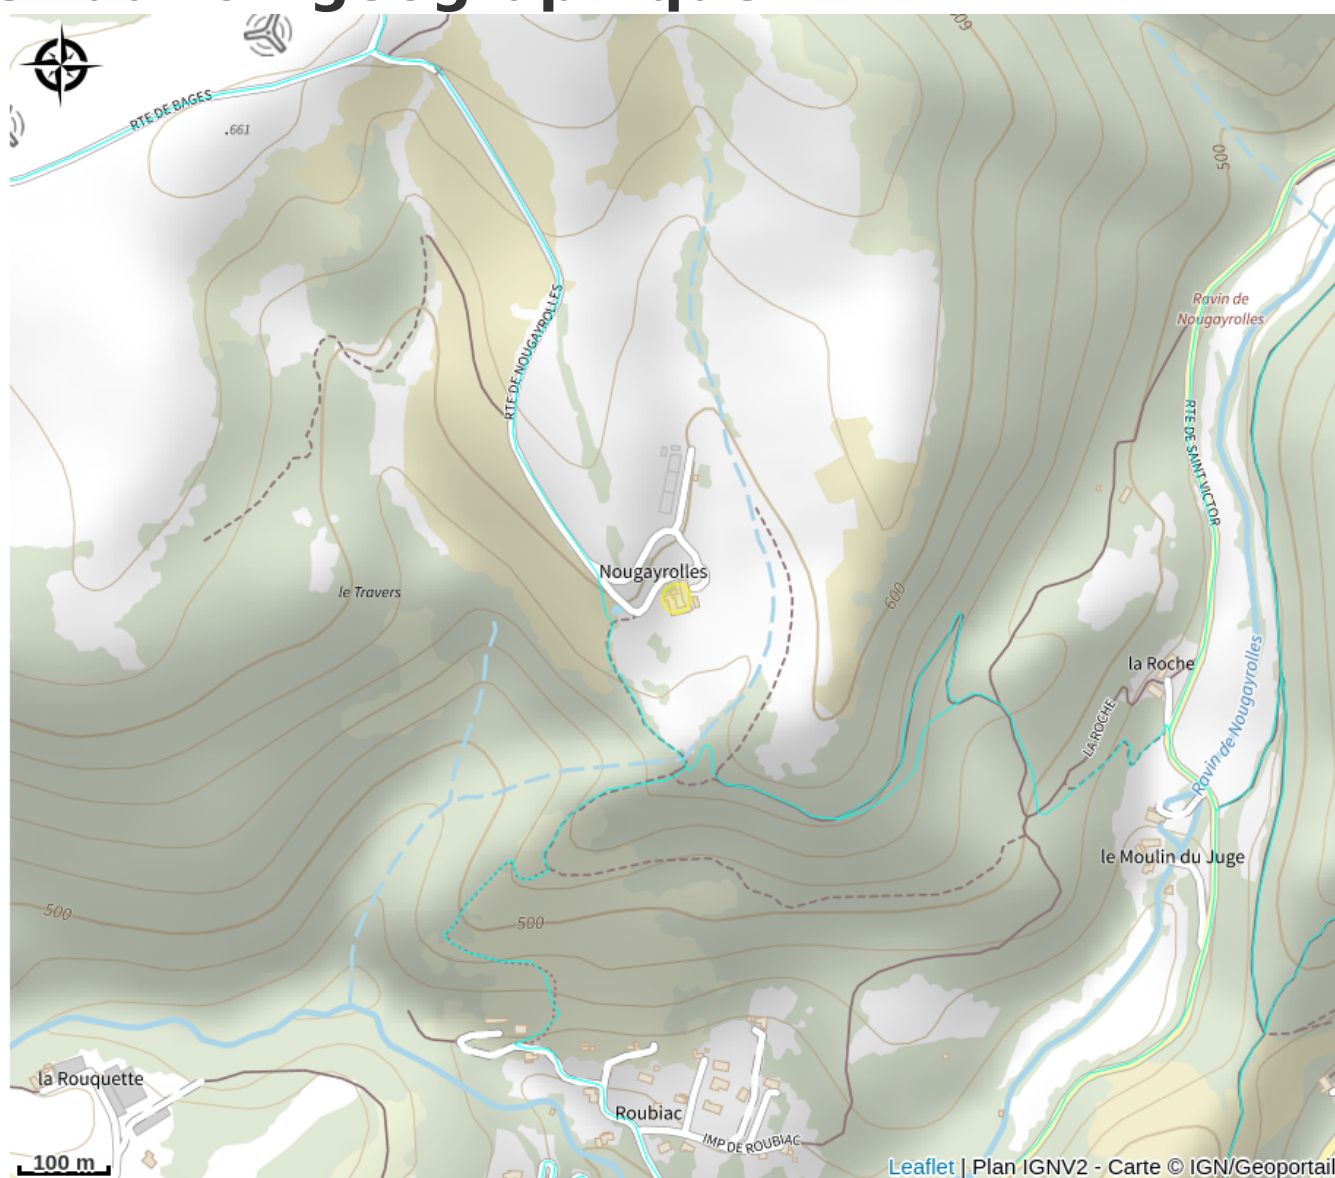 609
RTE DE BAGES
.661
500
Ravin de
Nougayrolles
RTE DE NOUGAYROLLES
RTE DE SAINT VICTOR
Nougayrolles
le Travers
600
la Roche
LA ROCHE
Ravin de Nougayrolles
le Moulin du Juge
500
500
la Rouquette
Roubiac
IMP DE ROUBIAC
100 m
Leaflet | Plan IGNV2 - Carte © IGN/Geoportail